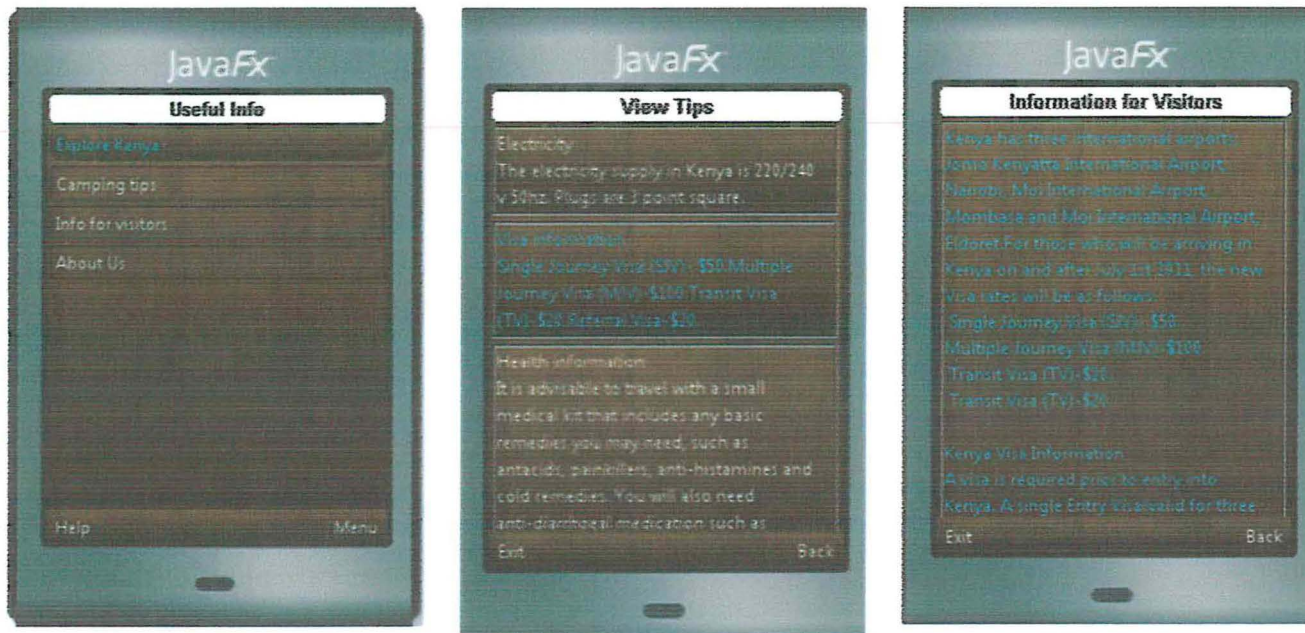 JavaFx
Useful Info
Explore Kenya
Camping tips
Info for visitors
About Us
Help
Menu
JavaFx
View Tips
Electricity
The electricity supply in Kenya is 220/240
v 50hz. Plugs are 3 point square.
Visa information
Single Journey Visa (SJV)- $50.Multiple
Journey Visa (MJV)-$100.Transit Visa
(TV)-$20.Referral Visa-$20.
Health information
It is advisable to travel with a small
medical kit that includes any basic
remedies you may need, such as
antacids, painkillers, anti-histamines and
cold remedies. You will also need
anti-diarrhoeal medication such as
Exit
Back
JavaFx
Information for Visitors
Kenya has three international airports:
Jomo Kenyatta International Airport,
Nairobi, Moi International Airport,
Mombasa and Moi International Airport,
Eldoret.For those who will be arriving in
Kenya on and after July 1st 2011, the new
Visa rates will be as follows:
Single Journey Visa (SJV)- $50
Multiple Journey Visa (MJV)-$100
Transit Visa (TV)-$20
Transit Visa (TV)-$20
Kenya Visa Information
A visa is required prior to entry into
Kenya. A single Entry visa valid for three
Exit
Back